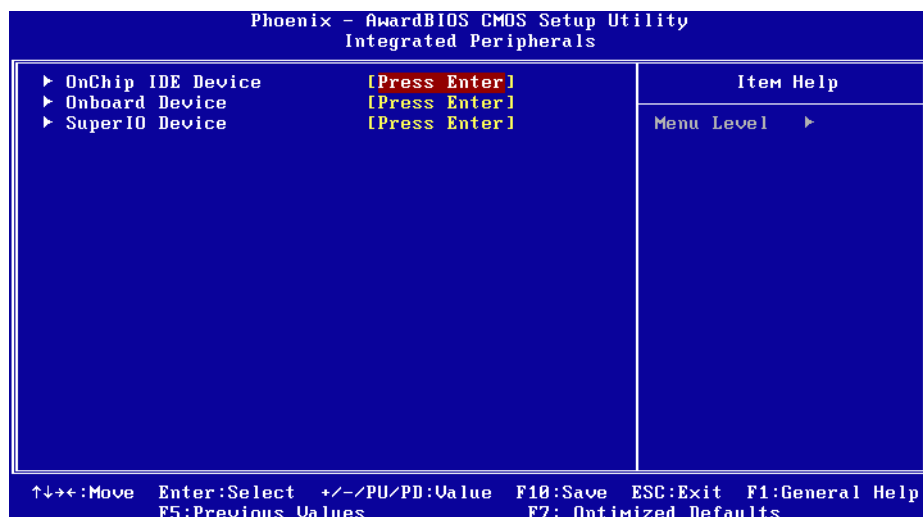 Phoenix - AwardBIOS CMOS Setup Utility
Integrated Peripherals
▶ OnChip IDE Device [Press Enter]
▶ Onboard Device [Press Enter]
▶ SuperIO Device [Press Enter]
Item Help
Menu Level ▶
↑↓→←:Move Enter:Select +/-/PU/PD:Value F10:Save ESC:Exit F1:General Help
F5:Previous Values F7: Optimized Defaults